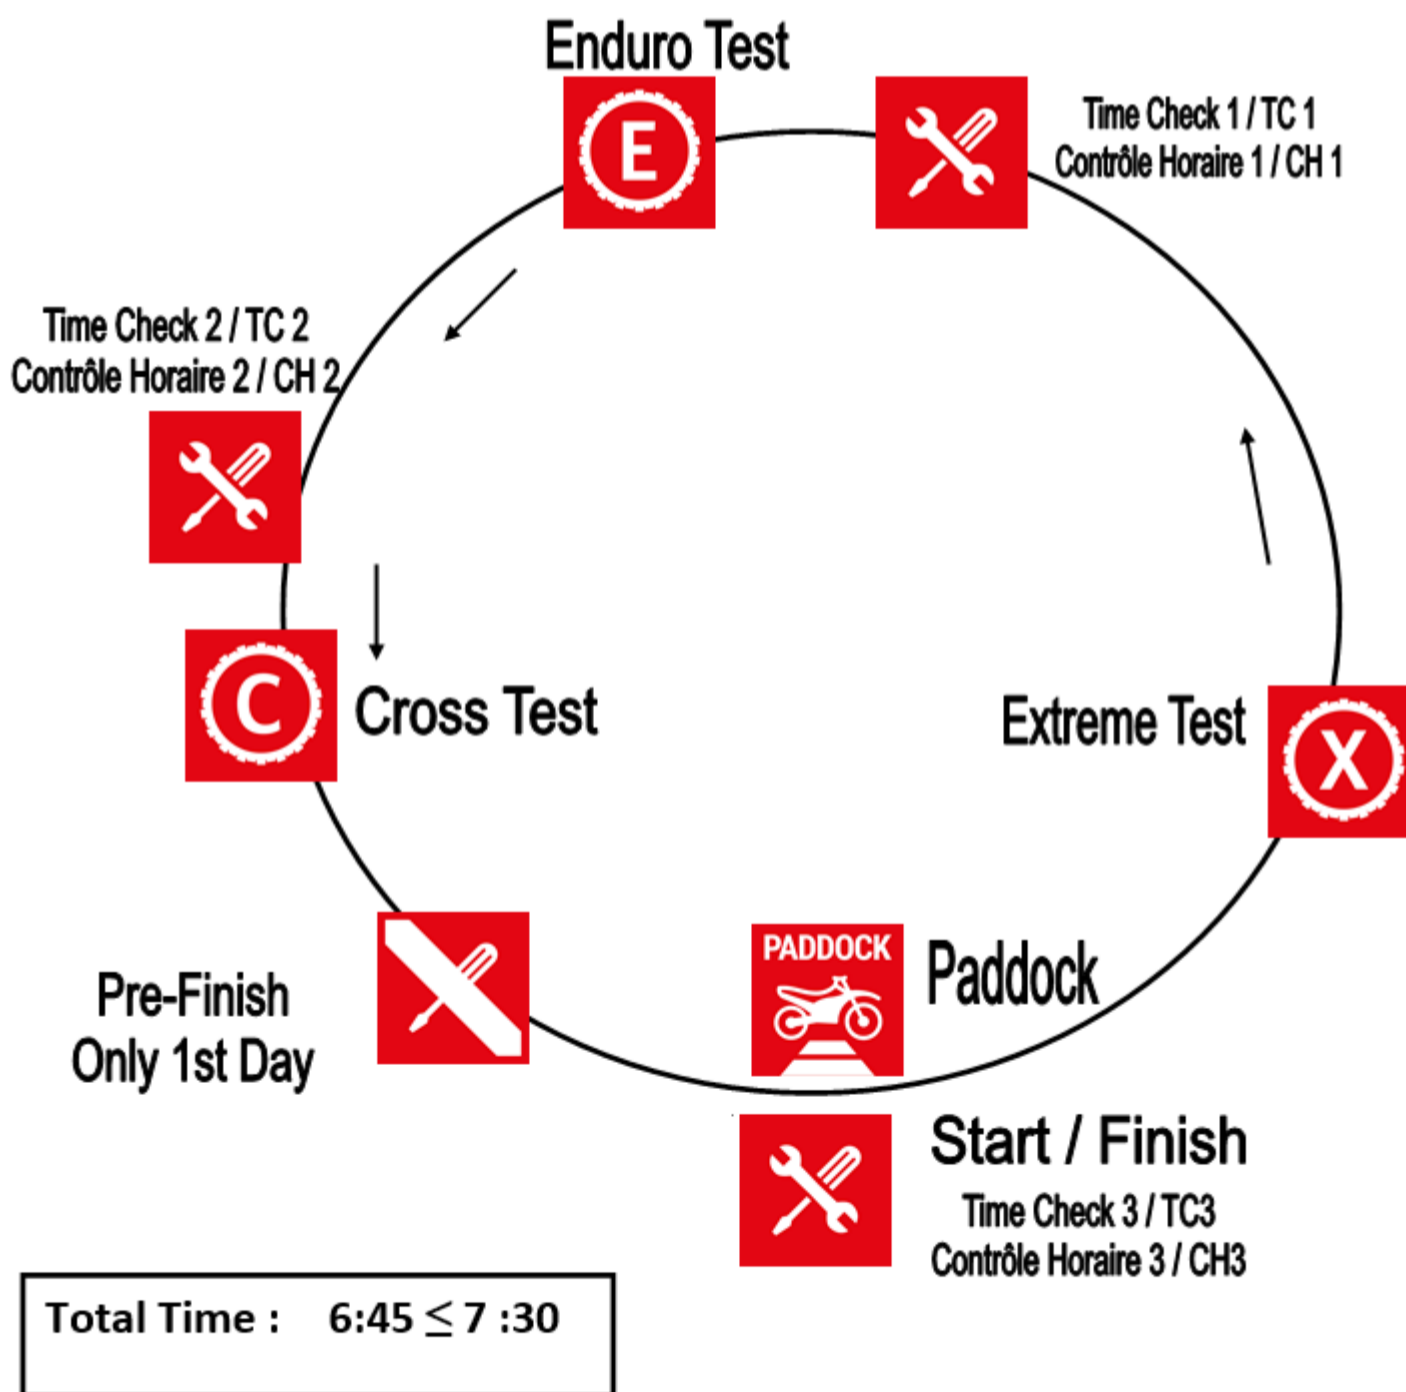 Enduro Test
E
Time Check 1 / TC 1
Contrôle Horaire 1 / CH 1
Time Check 2 / TC 2
Contrôle Horaire 2 / CH 2
C
Cross Test
Extreme Test
X
Pre-Finish
Only 1st Day
PADDOCK
Paddock
Start / Finish
Time Check 3 / TC3
Contrôle Horaire 3 / CH3
Total Time : 6:45 ≤ 7 :30